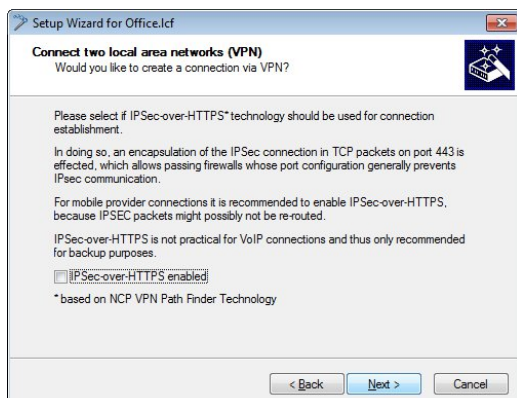 Setup Wizard for Office.lcf
Connect two local area networks (VPN)
Would you like to create a connection via VPN?
Please select if IPSec-over-HTTPS* technology should be used for connection
establishment.
In doing so, an encapsulation of the IPSec connection in TCP packets on port 443 is
effected, which allows passing firewalls whose port configuration generally prevents
IPsec communication.
For mobile provider connections it is recommended to enable IPSec-over-HTTPS,
because IPSEC packets might possibly not be re-routed.
IPSec-over-HTTPS is not practical for VoIP connections and thus only recommended
for backup purposes.
IPSec-over-HTTPS enabled
* based on NCP VPN Path Finder Technology
< Back Next > Cancel